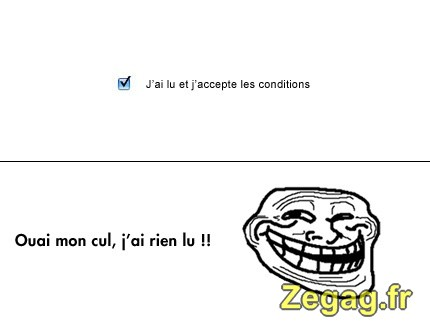 J'ai lu et j'accepte les conditions
Ouai mon cul, j'ai rien lu !!
Zegag.fr